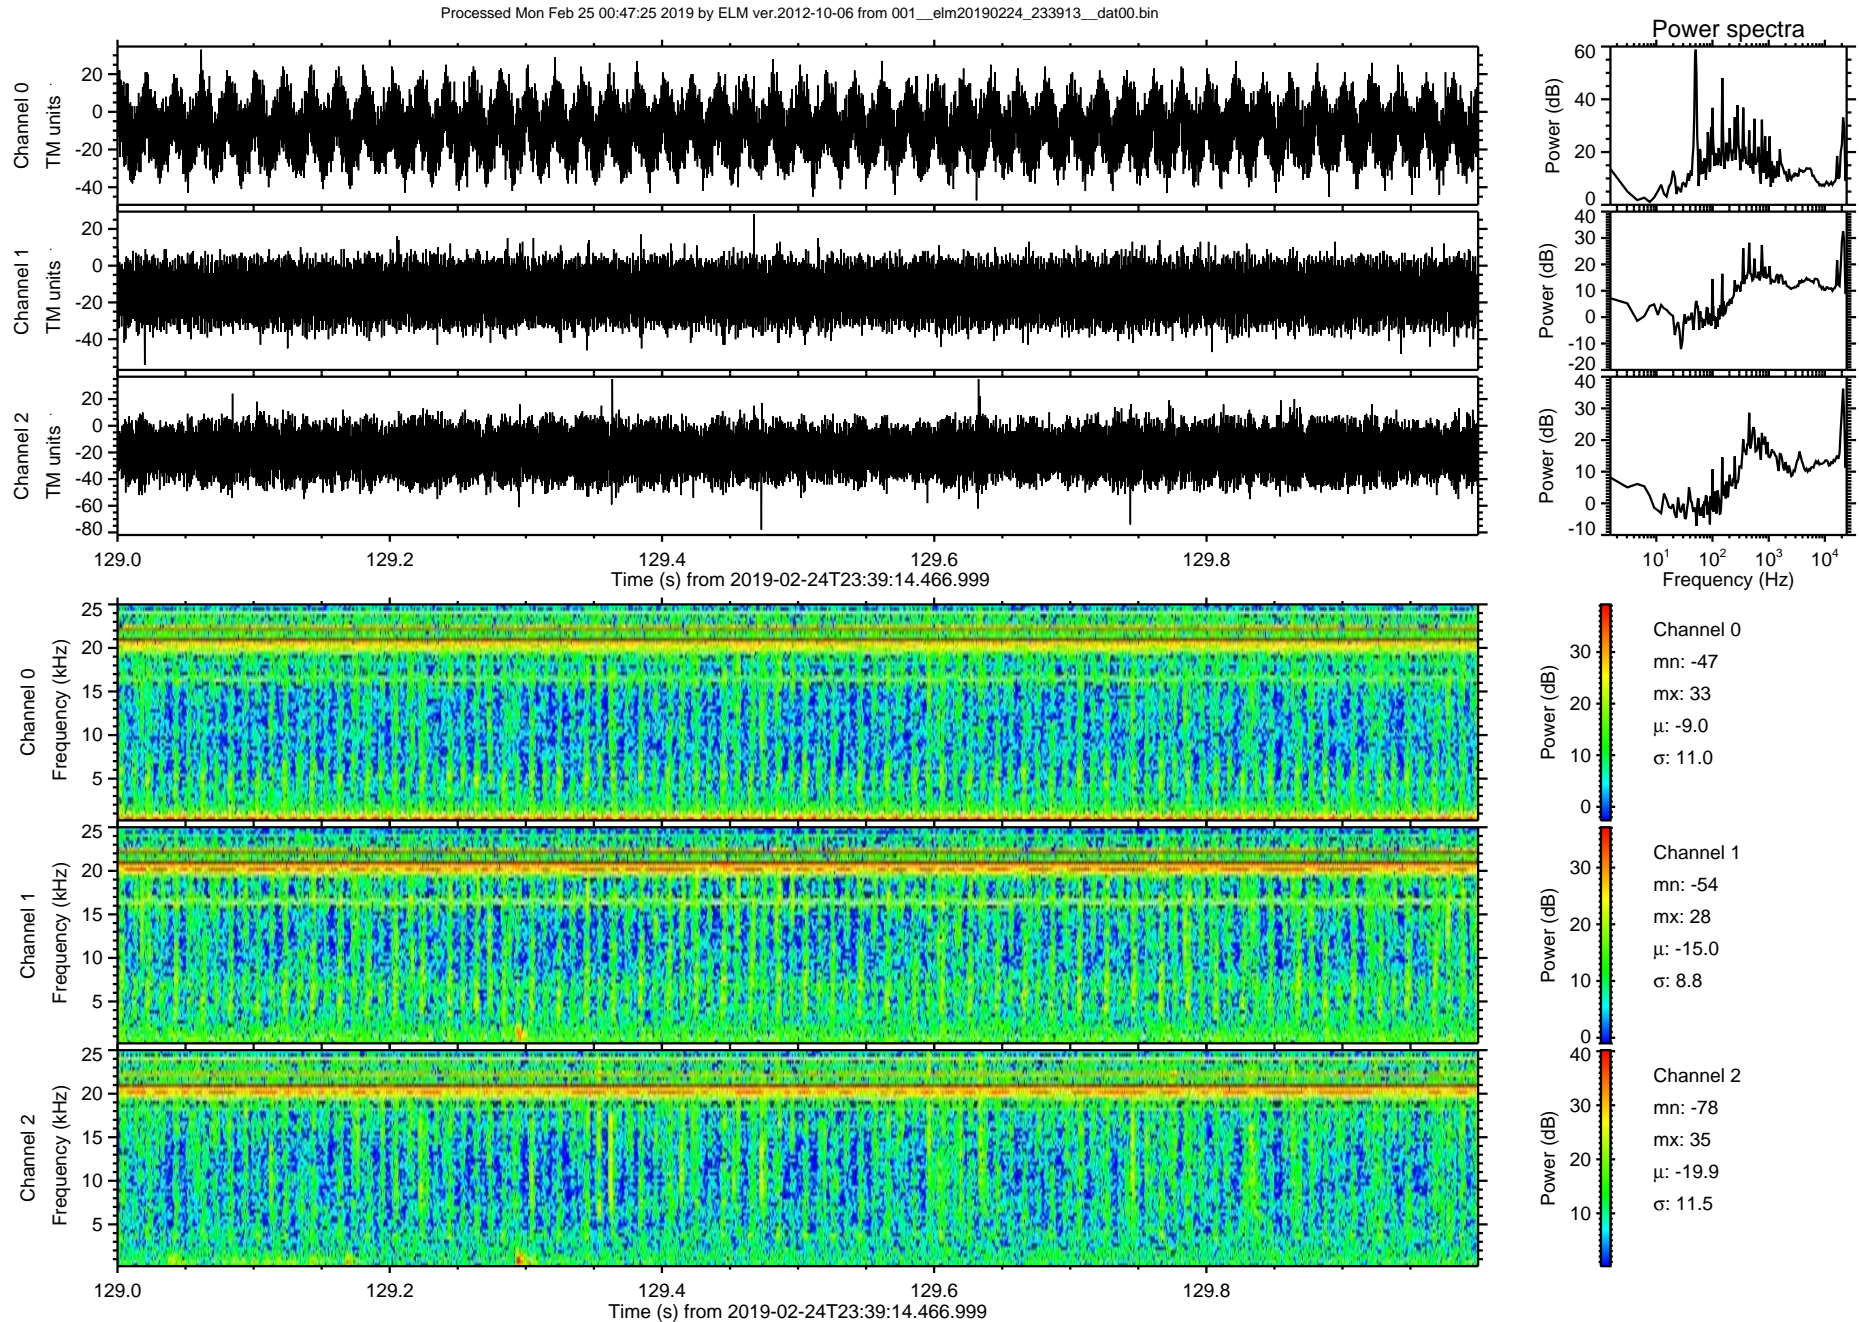 Processed Mon Feb 25 00:47:25 2019 by ELM ver.2012-10-06 from 001__elm20190224_233913__dat00.bin
Power spectra
Channel 0
TM units
20
0
-20
-40
Power (dB)
60
40
20
0
Channel 1
TM units
20
0
-20
-40
Power (dB)
40
30
20
10
0
-10
-20
Channel 2
TM units
20
0
-20
-40
-60
-80
Power (dB)
40
30
20
10
0
-10
129.0 129.2 129.4 129.6 129.8
Time (s) from 2019-02-24T23:39:14.466.999
10¹ 10² 10³ 10⁴
Frequency (Hz)
Channel 0
Frequency (kHz)
25
20
15
10
5
Power (dB)
30
20
10
0
Channel 0
mn: -47
mx: 33
μ: -9.0
σ: 11.0
Channel 1
Frequency (kHz)
25
20
15
10
5
Power (dB)
30
20
10
0
Channel 1
mn: -54
mx: 28
μ: -15.0
σ: 8.8
Channel 2
Frequency (kHz)
25
20
15
10
5
Power (dB)
40
30
20
10
Channel 2
mn: -78
mx: 35
μ: -19.9
σ: 11.5
129.0 129.2 129.4 129.6 129.8
Time (s) from 2019-02-24T23:39:14.466.999